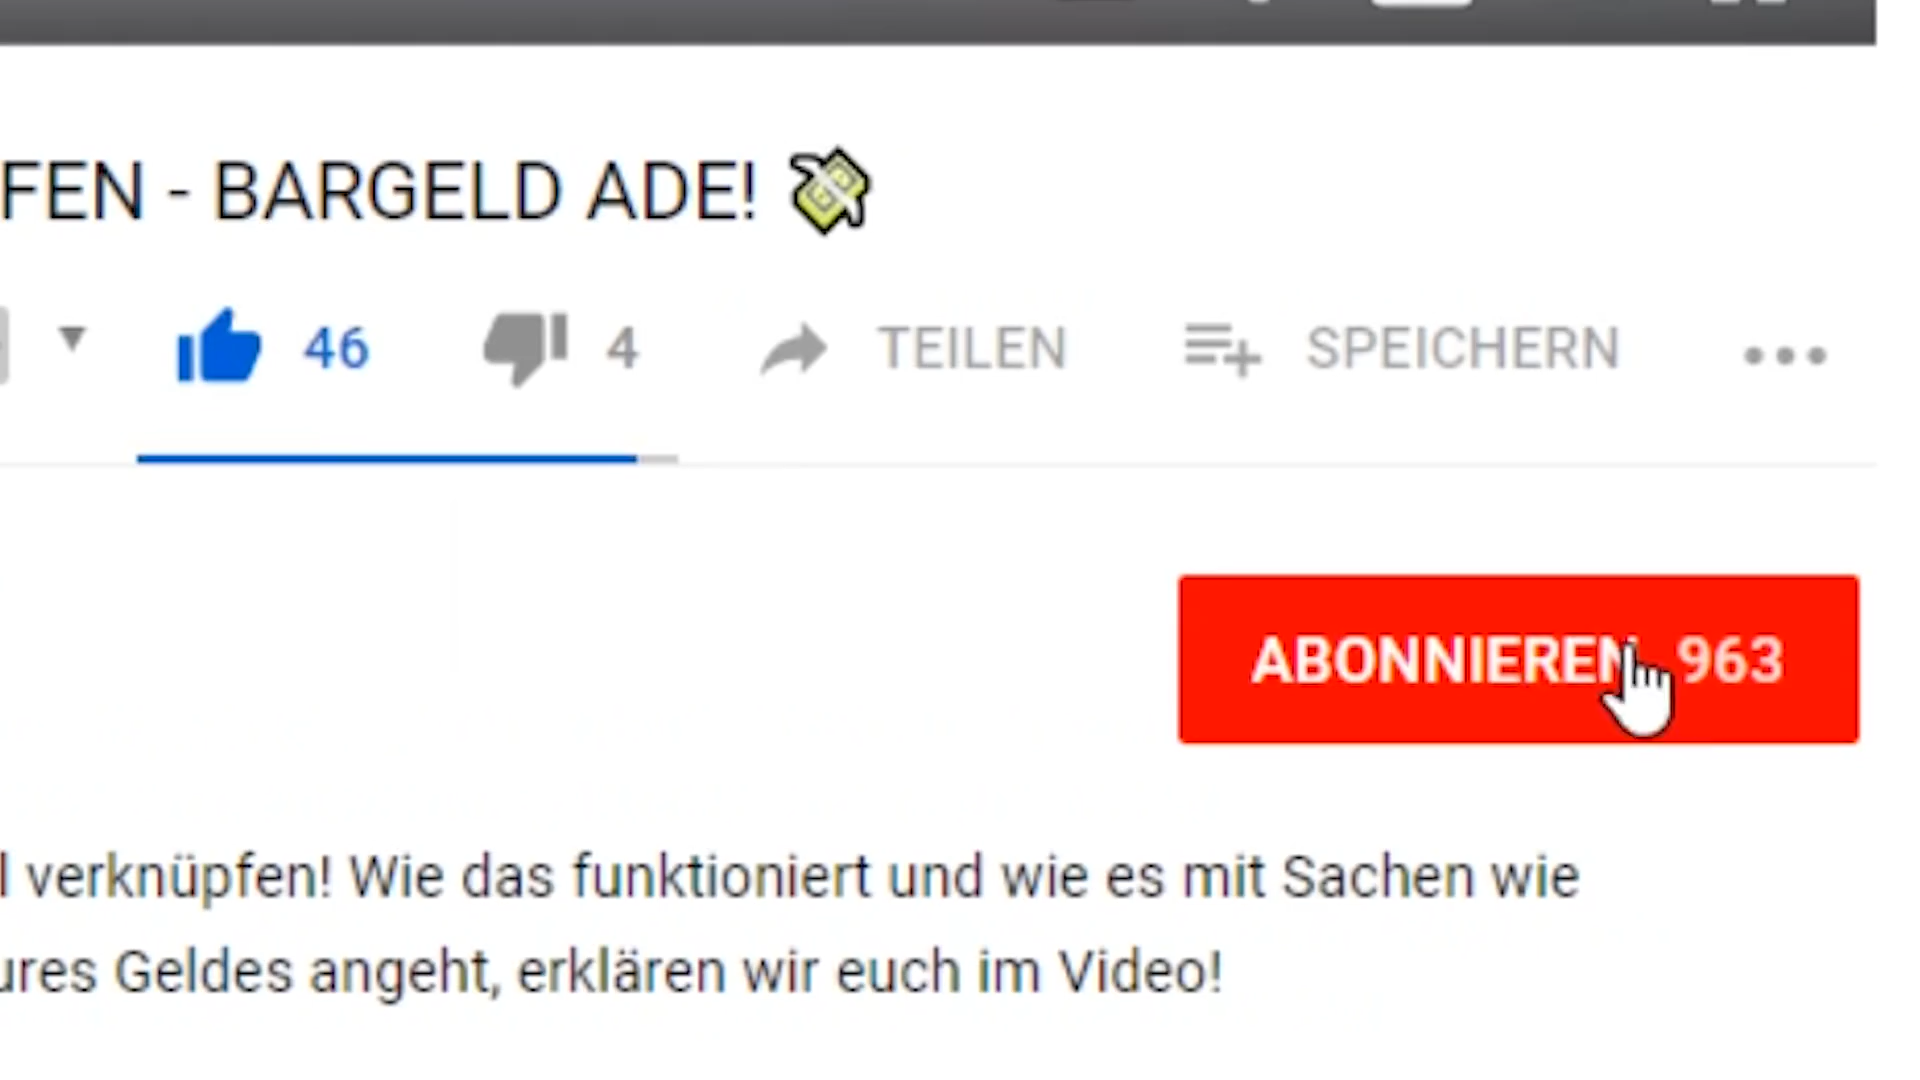 FEN - BARGELD ADE!
46 4 TEILEN SPEICHERN
ABONNIEREN 963
verknüpfen! Wie das funktioniert und wie es mit Sachen wie
ures Geldes angeht, erklären wir euch im Video!